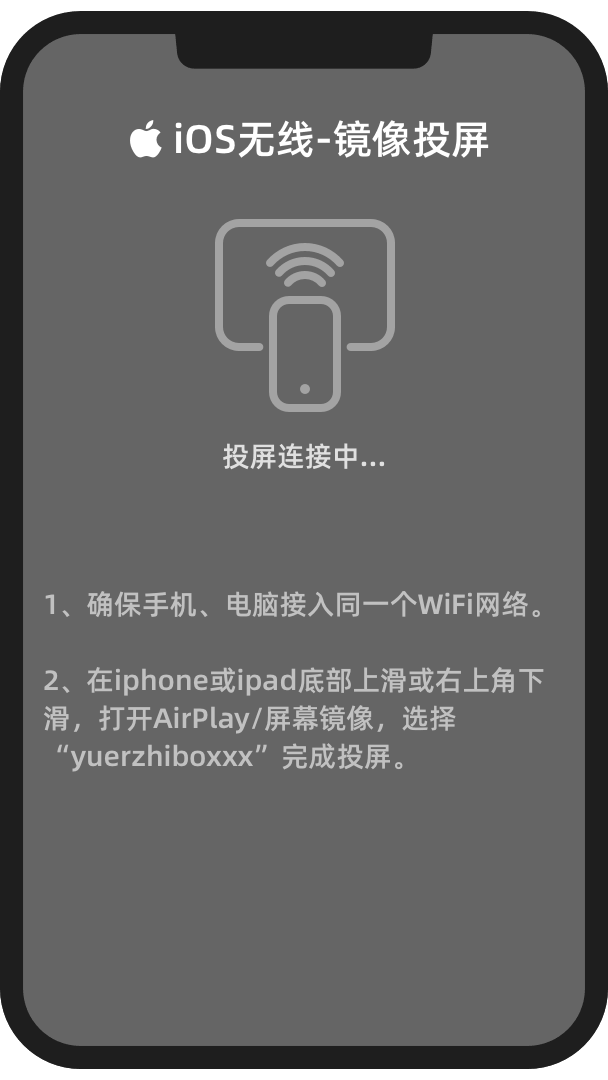 iOS无线-镜像投屏
投屏连接中...
1、确保手机、电脑接入同一个WiFi网络。
2、在iphone或ipad底部上滑或右上角下
滑，打开AirPlay/屏幕镜像，选择
“yuerzhiboxxx”完成投屏。